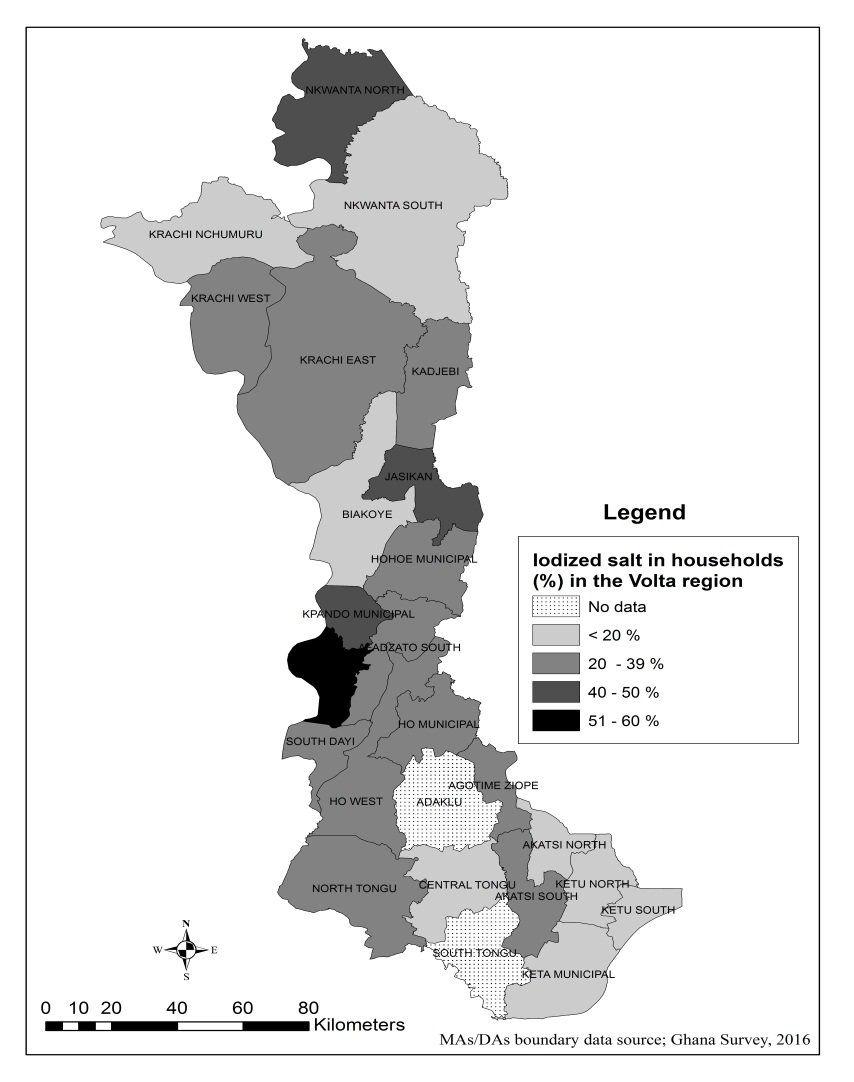 NKWANTA NORTH
NKWANTA SOUTH
KRACHI NCHUMURU
KRACHI WEST
KRACHI EAST
KADJEBI
JASIKAN
BIAKOYE
Legend
HOHOE MUNICIPAL
Iodized salt in households
(%) in the Volta region
No data
< 20 %
20 - 39 %
40 - 50 %
51 - 60 %
KPANDO MUNICIPAL
AFADZATO SOUTH
HO MUNICIPAL
SOUTH DAYI
AGOTIME ZIOPE
HO WEST
ADAKLU
AKATSI NORTH
NORTH TONGU
CENTRAL TONGU
KETU NORTH
AKATSI SOUTH
KETU SOUTH
SOUTH TONGU
KETA MUNICIPAL
N
W E
S
0 10 20 40 60 80
Kilometers
MAs/DAs boundary data source; Ghana Survey, 2016